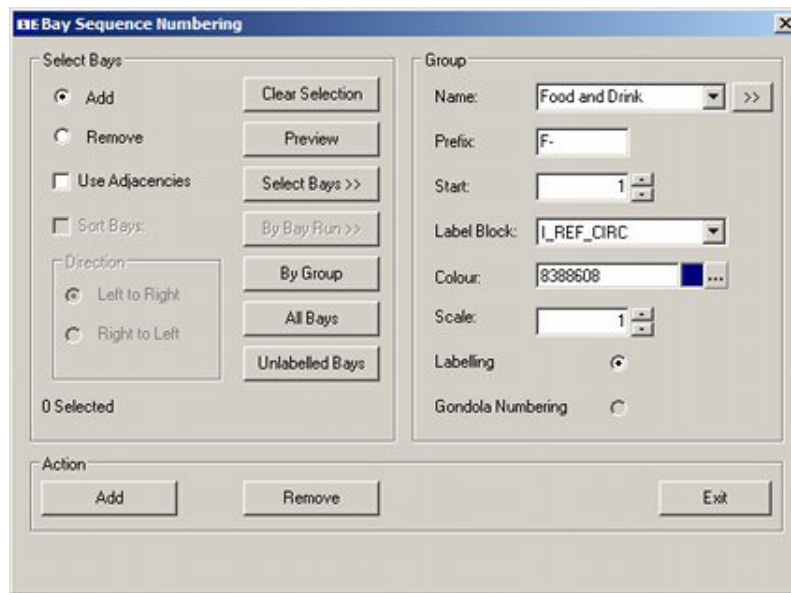 Bay Sequence Numbering
Select Bays
Add
Remove
Use Adjacencies
Sort Bays:
Direction
Left to Right
Right to Left
0 Selected
Clear Selection
Preview
Select Bays >>
By Bay Run >>
By Group
All Bays
Unlabelled Bays
Group
Name: Food and Drink >>
Prefix: F-
Start: 1
Label Block: I_REF_CIRC
Colour: 8388608 ...
Scale: 1
Labelling
Gondola Numbering
Action
Add Remove Exit